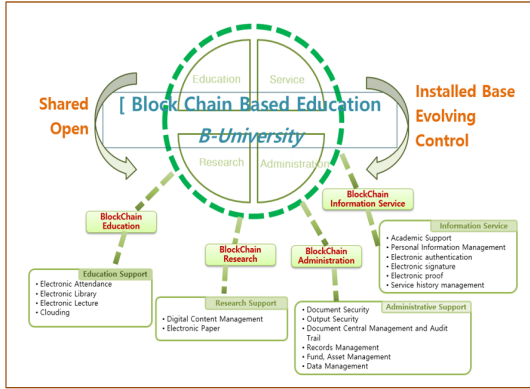 Education
Service
[ Block Chain Based Education
B-University
Research
Administration
Shared
Open
Installed Base
Evolving
Control
BlockChain
Education
BlockChain
Research
BlockChain
Administration
BlockChain
Information Service
Education Support
• Electronic Attendance
• Electronic Library
• Electronic Lecture
• Clouding
Research Support
• Digital Content Management
• Electronic Paper
Administrative Support
• Document Security
• Output Security
• Document Central Management and Audit
Trail
• Records Management
• Fund, Asset Management
• Data Management
Information Service
• Academic Support
• Personal Information Management
• Electronic authentication
• Electronic signature
• Electronic proof
• Service history management